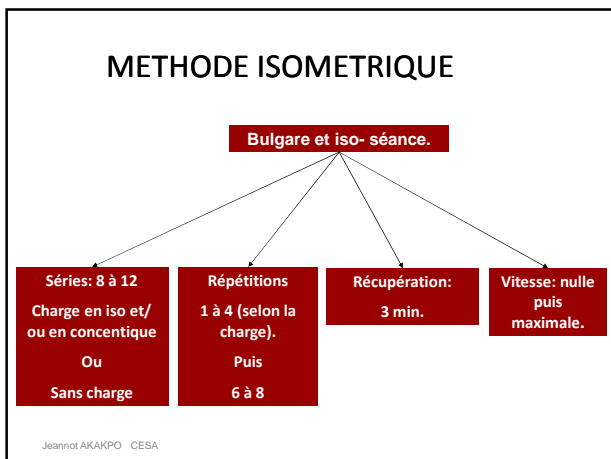 METHODE ISOMETRIQUE
Bulgare et iso- séance.
Séries: 8 à 12
Charge en iso et/
ou en concentique
Ou
Sans charge
Répétitions
1 à 4 (selon la
charge).
Puis
6 à 8
Récupération:
3 min.
Vitesse: nulle
puis
maximale.
Jeannot AKAKPO CESA